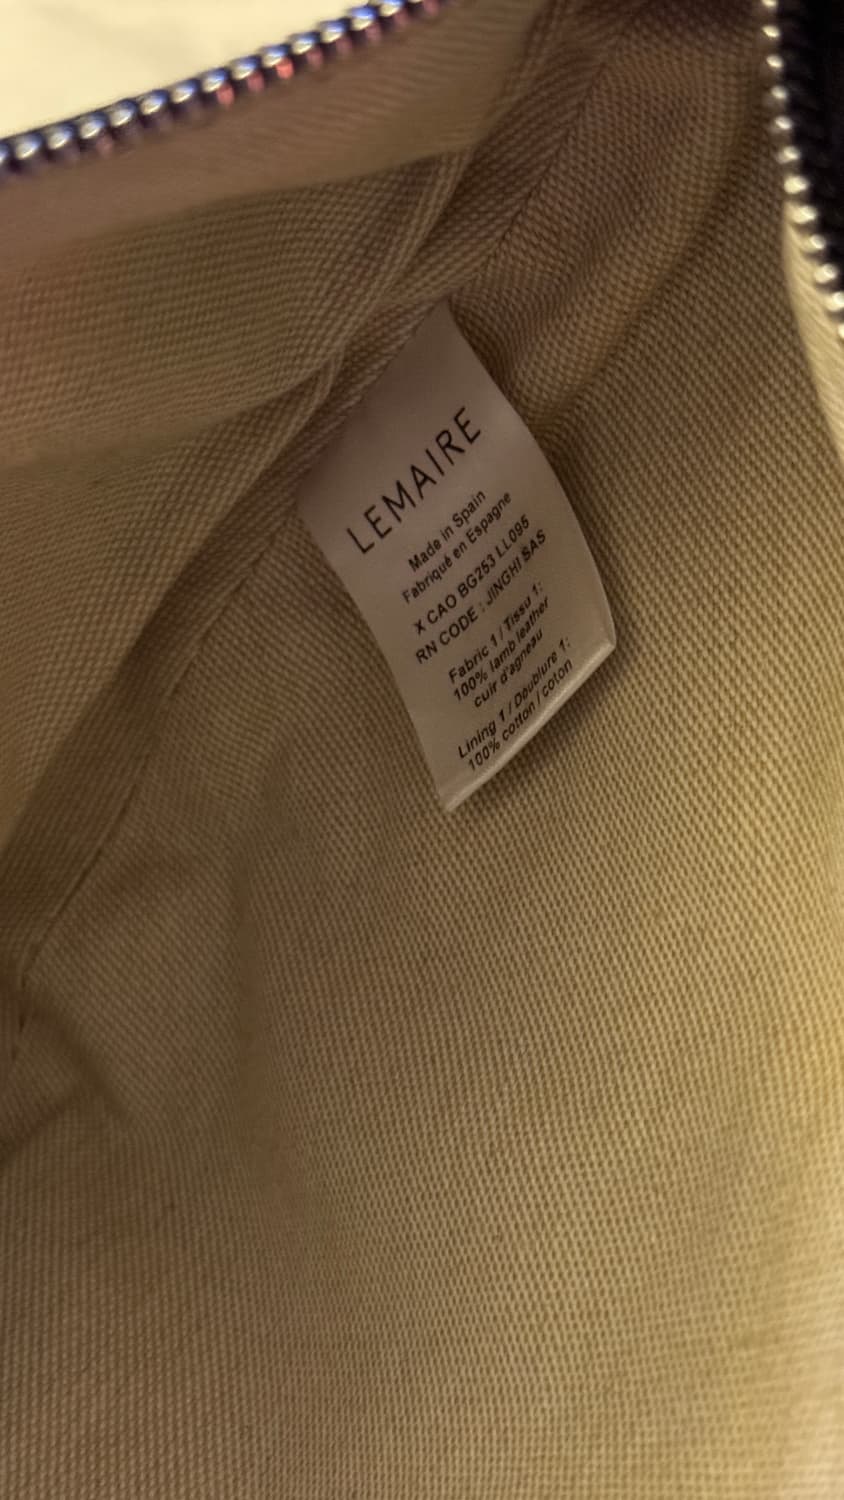 LEMAIRE
Made in Spain
Fabriqué en Espagne
X CAO BG253 LL095
RN CODE : JINGHI SAS
Fabric 1 / Tissu 1:
100% lamb leather
cuir d'agneau
Lining 1 / Doublure 1:
100% cotton / coton